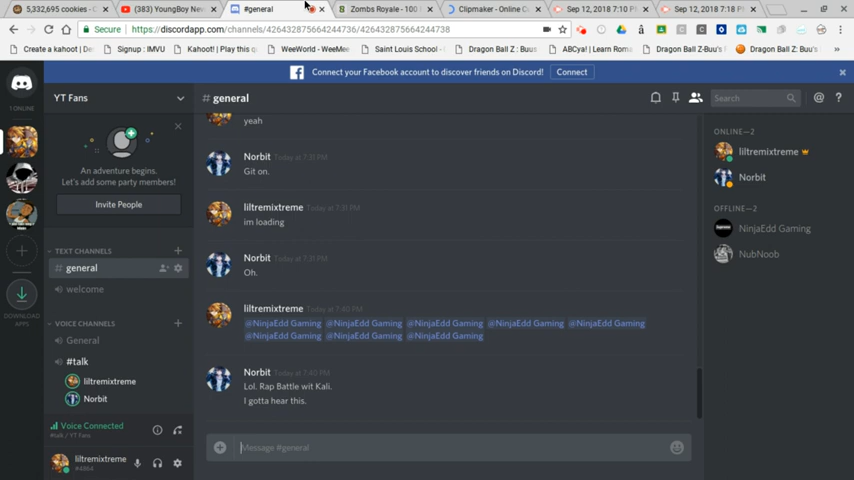 5,332,695 cookies - C
(383) YoungBoy Nev
#general
Zombs Royale - 100
Clipmaker - Online C
Sep 12, 2018 7:10 P
Sep 12, 2018 7:18 P
Secure
https://discordapp.com/channels/426432875664244736/426432875664244738
Create a kahoot
Signup : IMVU
Kahoot! | Play this q
WeeWorld - WeeMee
Saint Louis School -
Dragon Ball Z : Buu's
ABCya! | Learn Roma
Dragon Ball Z-Buu's
Dragon Ball Z:Buu's F
Connect your Facebook account to discover friends on Discord!
Connect
1 ONLINE
YT Fans
# general
Search
An adventure begins.
Let's add some party members!
Invite People
TEXT CHANNELS
# general
welcome
VOICE CHANNELS
General
#talk
liltremixtreme
Norbit
Voice Connected
#talk / YT Fans
liltremixtreme
#4864
DOWNLOAD
APPS
yeah
Norbit Today at 7:31 PM
Git on.
liltremixtreme Today at 7:31 PM
im loading
Norbit Today at 7:31 PM
Oh.
liltremixtreme Today at 7:40 PM
@NinjaEdd Gaming @NinjaEdd Gaming @NinjaEdd Gaming @NinjaEdd Gaming @NinjaEdd Gaming
@NinjaEdd Gaming @NinjaEdd Gaming @NinjaEdd Gaming
Norbit Today at 7:40 PM
Lol. Rap Battle wit Kali.
I gotta hear this.
Message #general
ONLINE—2
liltremixtreme
Norbit
OFFLINE—2
NinjaEdd Gaming
NubNoob